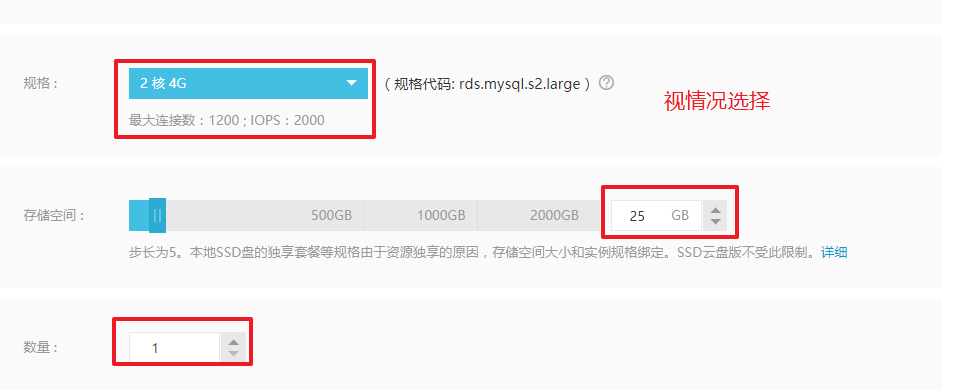 规格 :
2 核 4G
( 规格代码: rds.mysql.s2.large )
?
视情况选择
最大连接数 : 1200 ; IOPS : 2000
存储空间 :
500GB
1000GB
2000GB
25 GB
步长为5。本地SSD盘的独享套餐等规格由于资源独享的原因，存储空间大小和实例规格绑定。SSD云盘版不受此限制。详细
数量 :
1